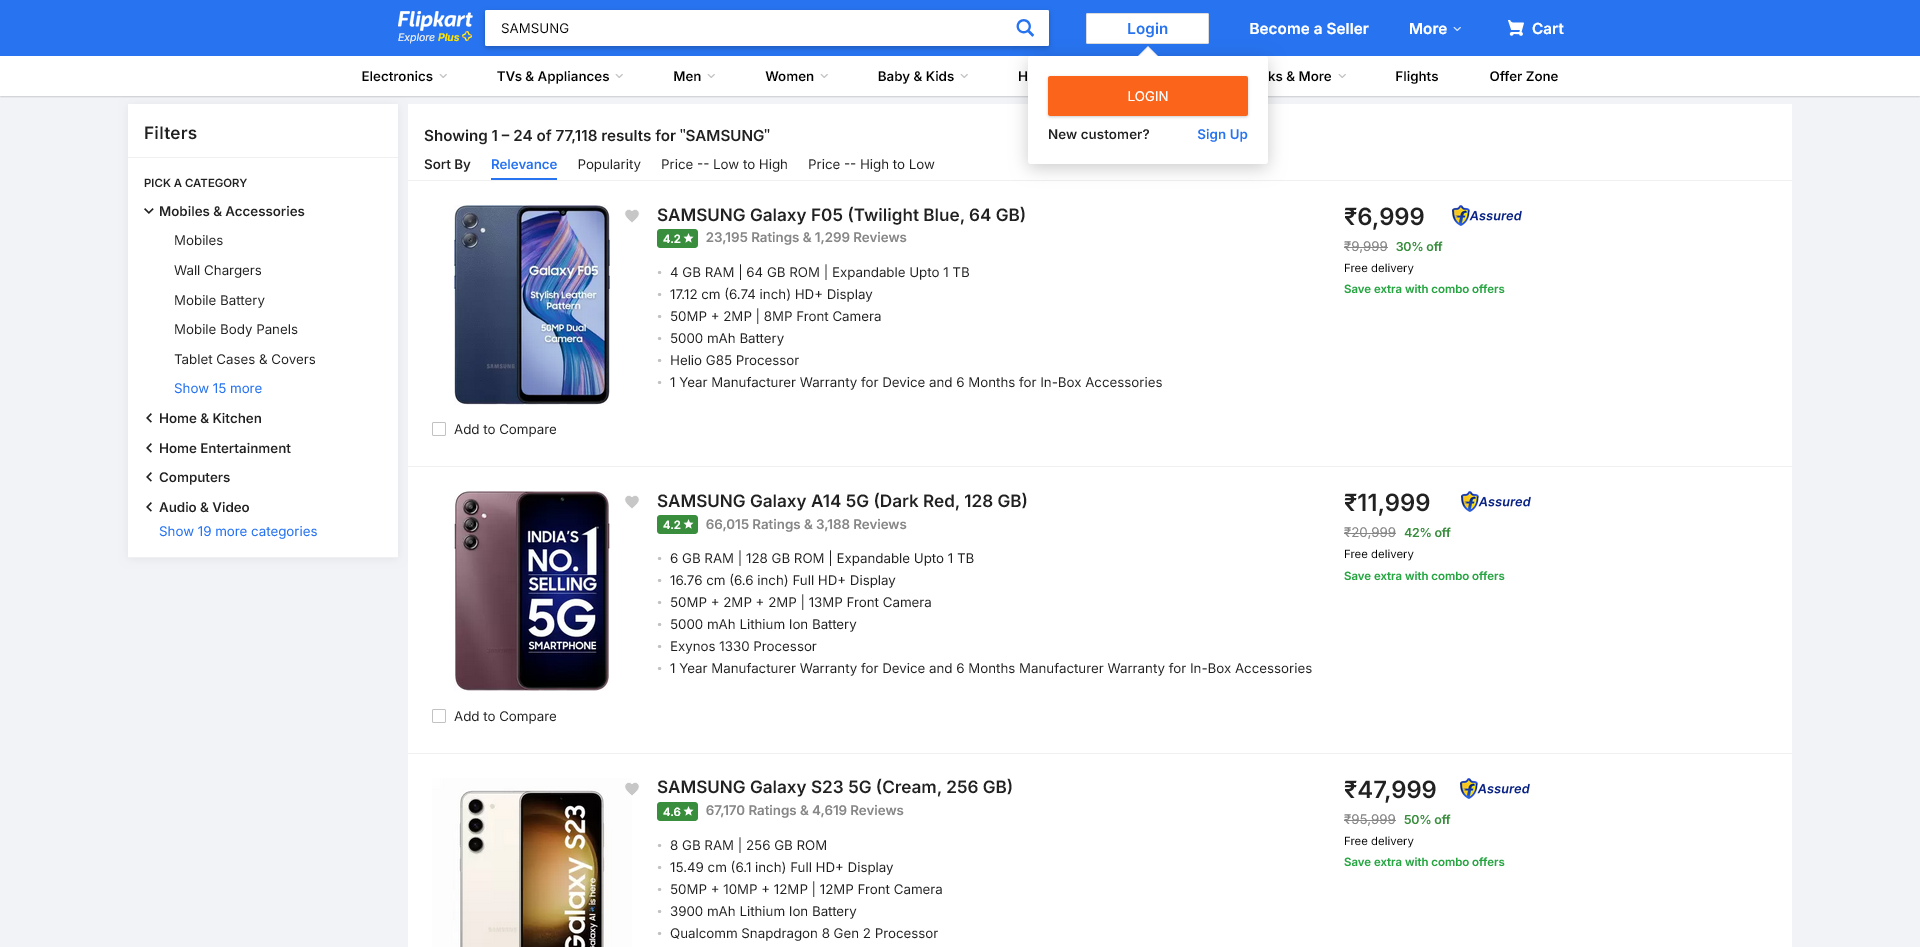 Flipkart
Explore Plus
SAMSUNG
Login
Become a Seller
More
Cart
Electronics
TVs & Appliances
Men
Women
Baby & Kids
H
ks & More
Flights
Offer Zone
LOGIN
New customer?
Sign Up
Filters
PICK A CATEGORY
Mobiles & Accessories
Mobiles
Wall Chargers
Mobile Battery
Mobile Body Panels
Tablet Cases & Covers
Show 15 more
Home & Kitchen
Home Entertainment
Computers
Audio & Video
Show 19 more categories
Showing 1 – 24 of 77,118 results for "SAMSUNG"
Sort By
Relevance
Popularity
Price -- Low to High
Price -- High to Low
Galaxy F05
Stylish Leather
Pattern
50MP Dual
Camera
SAMSUNG
Add to Compare
SAMSUNG Galaxy F05 (Twilight Blue, 64 GB)
4.2★
23,195 Ratings & 1,299 Reviews
4 GB RAM | 64 GB ROM | Expandable Upto 1 TB
17.12 cm (6.74 inch) HD+ Display
50MP + 2MP | 8MP Front Camera
5000 mAh Battery
Helio G85 Processor
1 Year Manufacturer Warranty for Device and 6 Months for In-Box Accessories
₹6,999
Assured
₹9,999 30% off
Free delivery
Save extra with combo offers
INDIA'S
NO.1
SELLING
5G
SMARTPHONE
Add to Compare
SAMSUNG Galaxy A14 5G (Dark Red, 128 GB)
4.2★
66,015 Ratings & 3,188 Reviews
6 GB RAM | 128 GB ROM | Expandable Upto 1 TB
16.76 cm (6.6 inch) Full HD+ Display
50MP + 2MP + 2MP | 13MP Front Camera
5000 mAh Lithium Ion Battery
Exynos 1330 Processor
1 Year Manufacturer Warranty for Device and 6 Months Manufacturer Warranty for In-Box Accessories
₹11,999
Assured
₹20,999 42% off
Free delivery
Save extra with combo offers
Galaxy S23
Galaxy AI is here
SAMSUNG Galaxy S23 5G (Cream, 256 GB)
4.6★
67,170 Ratings & 4,619 Reviews
8 GB RAM | 256 GB ROM
15.49 cm (6.1 inch) Full HD+ Display
50MP + 10MP + 12MP | 12MP Front Camera
3900 mAh Lithium Ion Battery
Qualcomm Snapdragon 8 Gen 2 Processor
₹47,999
Assured
₹95,999 50% off
Free delivery
Save extra with combo offers